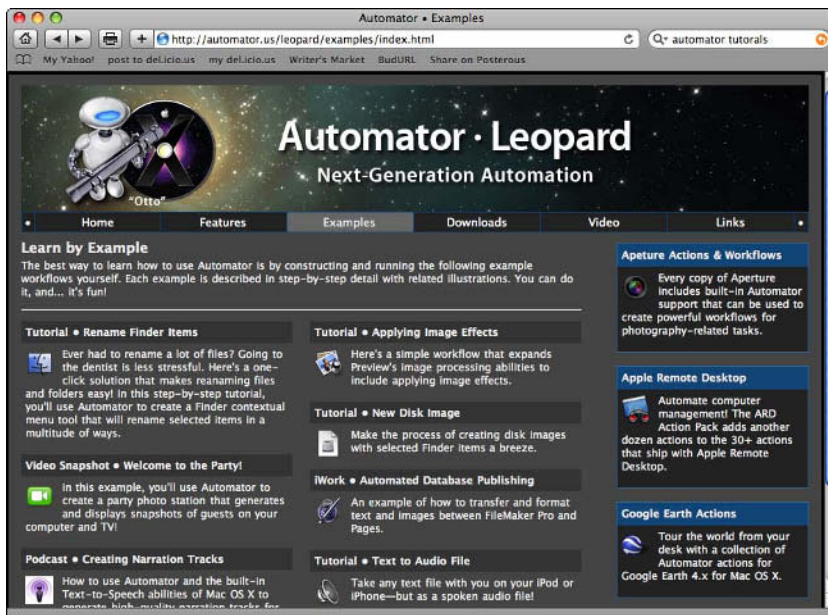 Automator • Examples
http://automator.us/leopard/examples/index.html
automator tutorals
My Yahoo!
post to del.icio.us
my del.icio.us
Writer's Market
BudURL
Share on Posterous
Automator · Leopard
Next-Generation Automation
"Otto"
Home
Features
Examples
Downloads
Video
Links
Learn by Example
The best way to learn how to use Automator is by constructing and running the following example
workflows yourself. Each example is described in step-by-step detail with related illustrations. You can do
it, and... it's fun!
Tutorial • Rename Finder Items
Ever had to rename a lot of files? Going to
the dentist is less stressful. Here's a one-
click solution that makes reanaming files
and folders easy! In this step-by-step tutorial,
you'll use Automator to create a Finder contextual
menu tool that will rename selected items in a
multitude of ways.
Video Snapshot • Welcome to the Party!
In this example, you'll use Automator to
create a party photo station that generates
and displays snapshots of guests on your
computer and TV!
Podcast • Creating Narration Tracks
How to use Automator and the built-in
Text-to-Speech abilities of Mac OS X to
generate high-quality narration tracks for
Tutorial • Applying Image Effects
Here's a simple workflow that expands
Preview's image processing abilities to
include applying image effects.
Tutorial • New Disk Image
Make the process of creating disk images
with selected Finder items a breeze.
iWork • Automated Database Publishing
An example of how to transfer and format
text and images between FileMaker Pro and
Pages.
Tutorial • Text to Audio File
Take any text file with you on your iPod or
iPhone—but as a spoken audio file!
Apeture Actions & Workflows
Every copy of Aperture
includes built-in Automator
support that can be used to
create powerful workflows for
photography-related tasks.
Apple Remote Desktop
Automate computer
management! The ARD
Action Pack adds another
dozen actions to the 30+ actions
that ship with Apple Remote
Desktop.
Google Earth Actions
Tour the world from your
desk with a collection of
Automator actions for
Google Earth 4.x for Mac OS X.